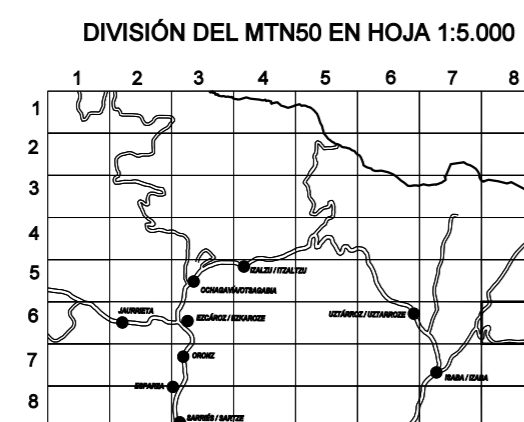 DIVISIÓN DEL MTN50 EN HOJA 1:5.000
1 2 3 4 5 6 7 8
1
2
3
4
5
IZALZU / ITZALTZU
OCHAGAVÍA/OTSAGABIA
6
JAURRIETA
EZCÁROZ / EZKAROZE
UZTÁRROZ / UZTARROZE
7
ORONZ
ISABA / IZABA
ESPARZA
8
SARRIÉS / SARTZE